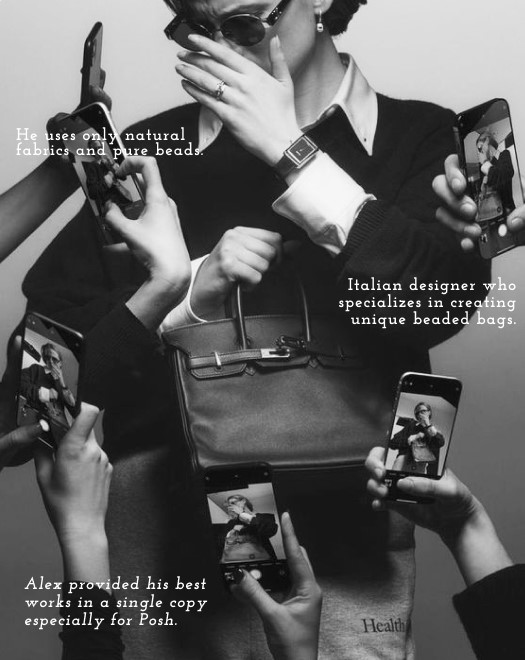 He uses only natural
fabrics and pure beads.
Italian designer who
specializes in creating
unique beaded bags.
Alex provided his best
works in a single copy
especially for Posh.
Health